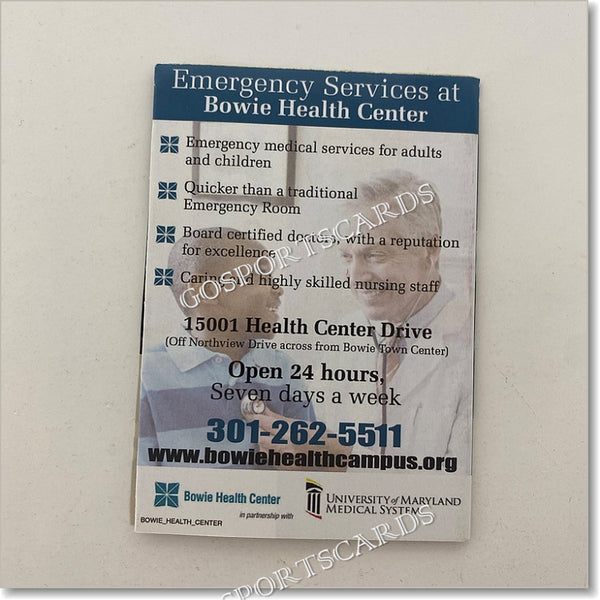 Emergency Services at
Bowie Health Center
Emergency medical services for adults
and children
Quicker than a traditional
Emergency Room
Board certified doctors, with a reputation
for excellence
Caring and highly skilled nursing staff
GOSPORTSCARDS
15001 Health Center Drive
(Off Northview Drive across from Bowie Town Center)
Open 24 hours,
Seven days a week
301-262-5511
www.bowiehealthcampus.org
Bowie Health Center
in partnership with
UNIVERSITY of MARYLAND
MEDICAL SYSTEM
BOWIE_HEALTH_CENTER
GOSPORTSCARDS